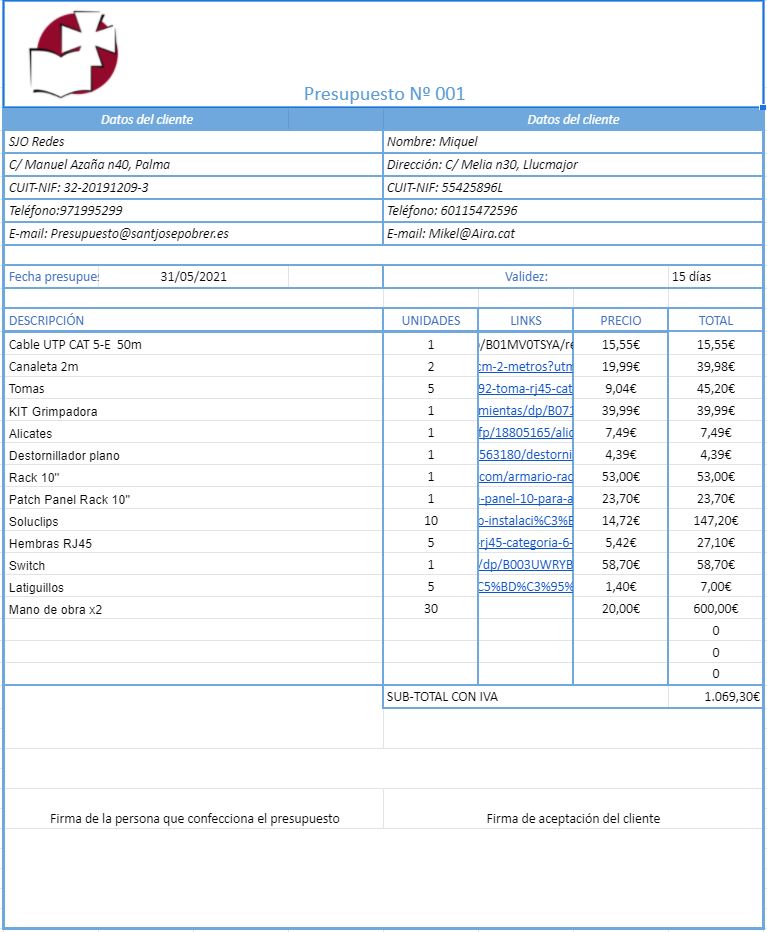 Presupuesto Nº 001
Datos del cliente Datos del cliente
SJO Redes Nombre: Miquel
C/ Manuel Azaña n40, Palma Dirección: C/ Melia n30, Llucmajor
CUIT-NIF: 32-20191209-3 CUIT-NIF: 55425896L
Teléfono:971995299 Teléfono: 60115472596
E-mail: Presupuesto@santjosepobrer.es E-mail: Mikel@Aira.cat
Fecha presupues 31/05/2021 Validez: 15 días
DESCRIPCIÓN UNIDADES LINKS PRECIO TOTAL
Cable UTP CAT 5-E 50m 1 /B01MV0TSYA/re 15,55€ 15,55€
Canaleta 2m 2 cm-2-metros?utm 19,99€ 39,98€
Tomas 5 92-toma-rj45-cat 9,04€ 45,20€
KIT Grimpadora 1 mientas/dp/B071 39,99€ 39,99€
Alicates 1 fp/18805165/alic 7,49€ 7,49€
Destornillador plano 1 563180/destorni 4,39€ 4,39€
Rack 10" 1 com/armario-rac 53,00€ 53,00€
Patch Panel Rack 10" 1 -panel-10-para-a 23,70€ 23,70€
Soluclips 10 o-instalaci%C3%B 14,72€ 147,20€
Hembras RJ45 5 -rj45-categoria-6- 5,42€ 27,10€
Switch 1 /dp/B003UWRYB 58,70€ 58,70€
Latiguillos 5 C5%BD%C3%95% 1,40€ 7,00€
Mano de obra x2 30 20,00€ 600,00€
0
0
0
SUB-TOTAL CON IVA 1.069,30€
Firma de la persona que confecciona el presupuesto Firma de aceptación del cliente